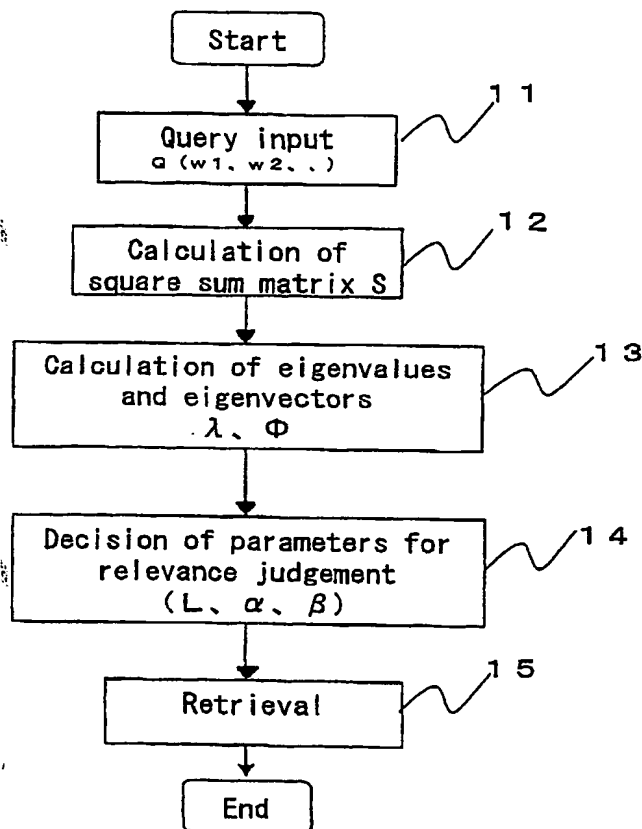 Start
11
Query input
Q (w1、w2、.)
12
Calculation of
square sum matrix S
13
Calculation of eigenvalues
and eigenvectors
λ、Φ
14
Decision of parameters for
relevance judgement
(L、α、β)
15
Retrieval
End